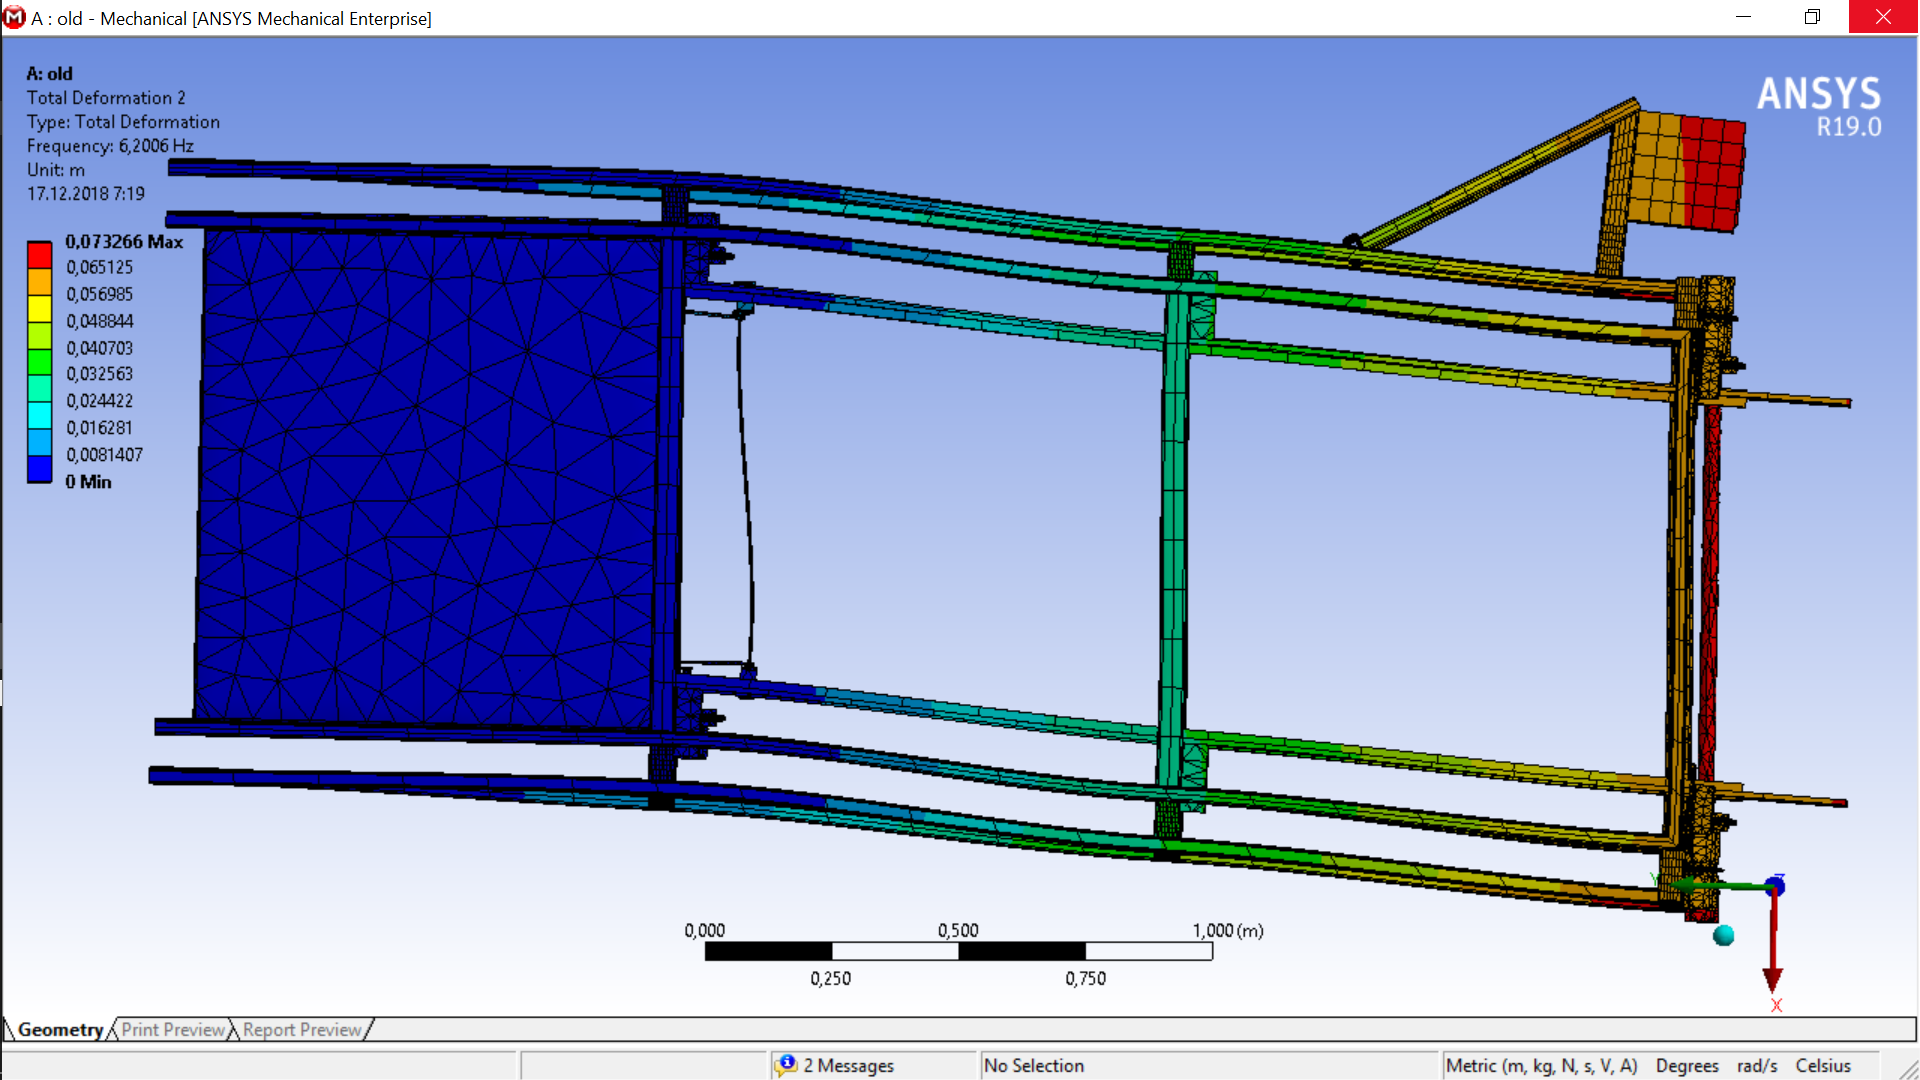 A : old - Mechanical [ANSYS Mechanical Enterprise]
A: old
Total Deformation 2
Type: Total Deformation
Frequency: 6,2006 Hz
Unit: m
17.12.2018 7:19
0,073266 Max
0,065125
0,056985
0,048844
0,040703
0,032563
0,024422
0,016281
0,0081407
0 Min
ANSYS
R19.0
Y
Z
X
0,000
0,500
1,000 (m)
0,250
0,750
Geometry
Print Preview
Report Preview
2 Messages
No Selection
Metric (m, kg, N, s, V, A)
Degrees
rad/s
Celsius